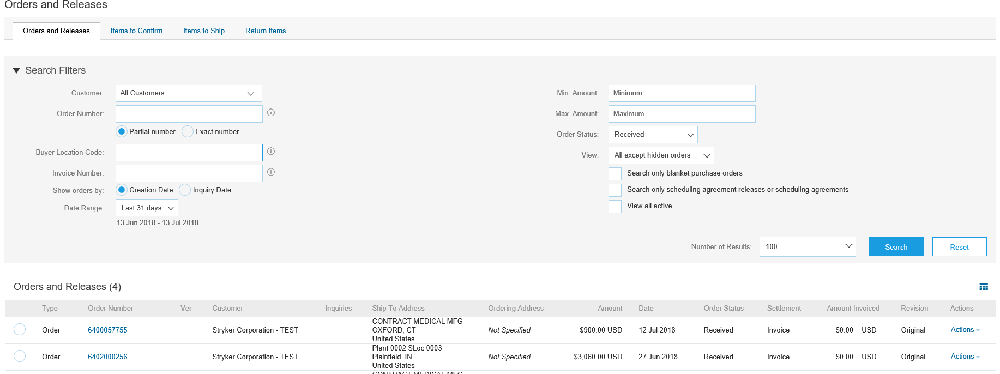 Orders and Releases
Orders and Releases Items to Confirm Items to Ship Return Items
Search Filters
Customer: All Customers
Order Number:
Partial number Exact number
Buyer Location Code:
Invoice Number:
Show orders by: Creation Date Inquiry Date
Date Range: Last 31 days
13 Jun 2018 - 13 Jul 2018
Min. Amount: Minimum
Max. Amount: Maximum
Order Status: Received
View: All except hidden orders
Search only blanket purchase orders
Search only scheduling agreement releases or scheduling agreements
View all active
Number of Results: 100 Search Reset
Orders and Releases (4)
Type Order Number Ver Customer Inquiries Ship To Address Ordering Address Amount Date Order Status Settlement Amount Invoiced Revision Actions
Order 6400057755 Stryker Corporation - TEST CONTRACT MEDICAL MFG Not Specified $900.00 USD 12 Jul 2018 Received Invoice $0.00 USD Original Actions
OXFORD, CT
United States
Order 6402000256 Stryker Corporation - TEST Plant 0002 SLoc 0003 Not Specified $3,060.00 USD 27 Jun 2018 Received Invoice $0.00 USD Original Actions
Plainfield, IN
United States
CONTRACT MEDICAL MFG